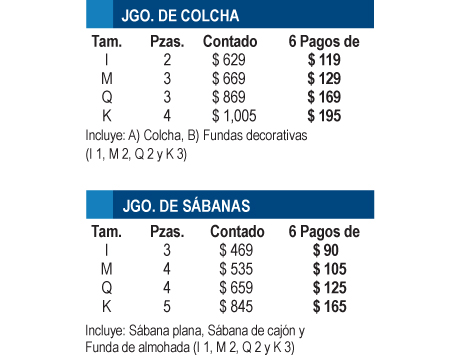 JGO. DE COLCHA
Tam. Pzas. Contado 6 Pagos de
I 2 $ 629 $ 119
M 3 $ 669 $ 129
Q 3 $ 869 $ 169
K 4 $ 1,005 $ 195
Incluye: A) Colcha, B) Fundas decorativas
(I 1, M 2, Q 2 y K 3)
JGO. DE SÁBANAS
Tam. Pzas. Contado 6 Pagos de
I 3 $ 469 $ 90
M 4 $ 535 $ 105
Q 4 $ 659 $ 125
K 5 $ 845 $ 165
Incluye: Sábana plana, Sábana de cajón y
Funda de almohada (I 1, M 2, Q 2 y K 3)